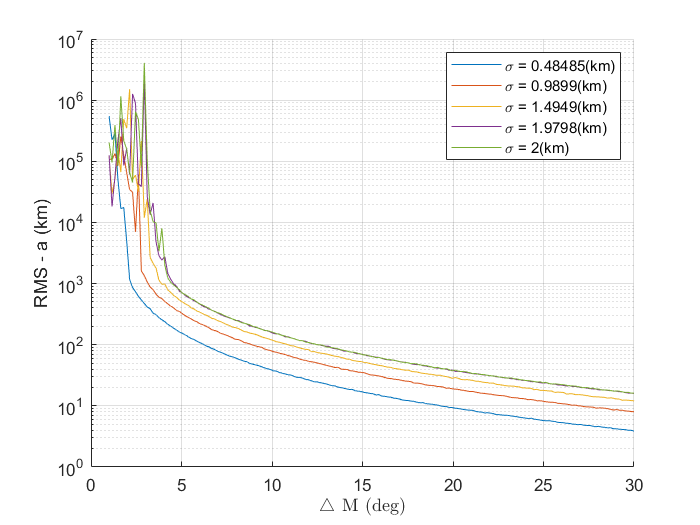 10^7
10^6
10^5
10^4
10^3
10^2
10^1
10^0
RMS - a (km)
σ = 0.48485(km)
σ = 0.9899(km)
σ = 1.4949(km)
σ = 1.9798(km)
σ = 2(km)
0 5 10 15 20 25 30
△ M (deg)